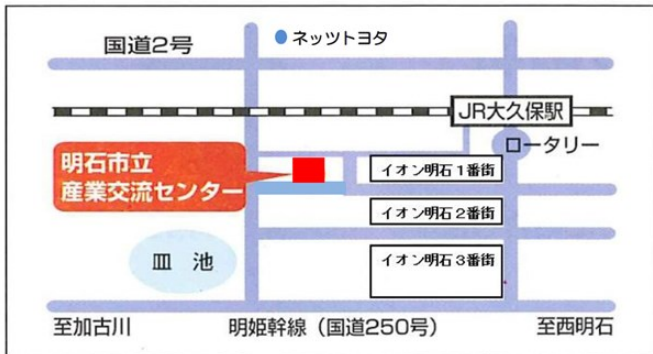 ネッツトヨタ
国道2号
JR大久保駅
ロータリー
明石市立
産業交流センター
イオン明石1番街
イオン明石2番街
イオン明石3番街
皿 池
至加古川
明姫幹線（国道250号）
至西明石